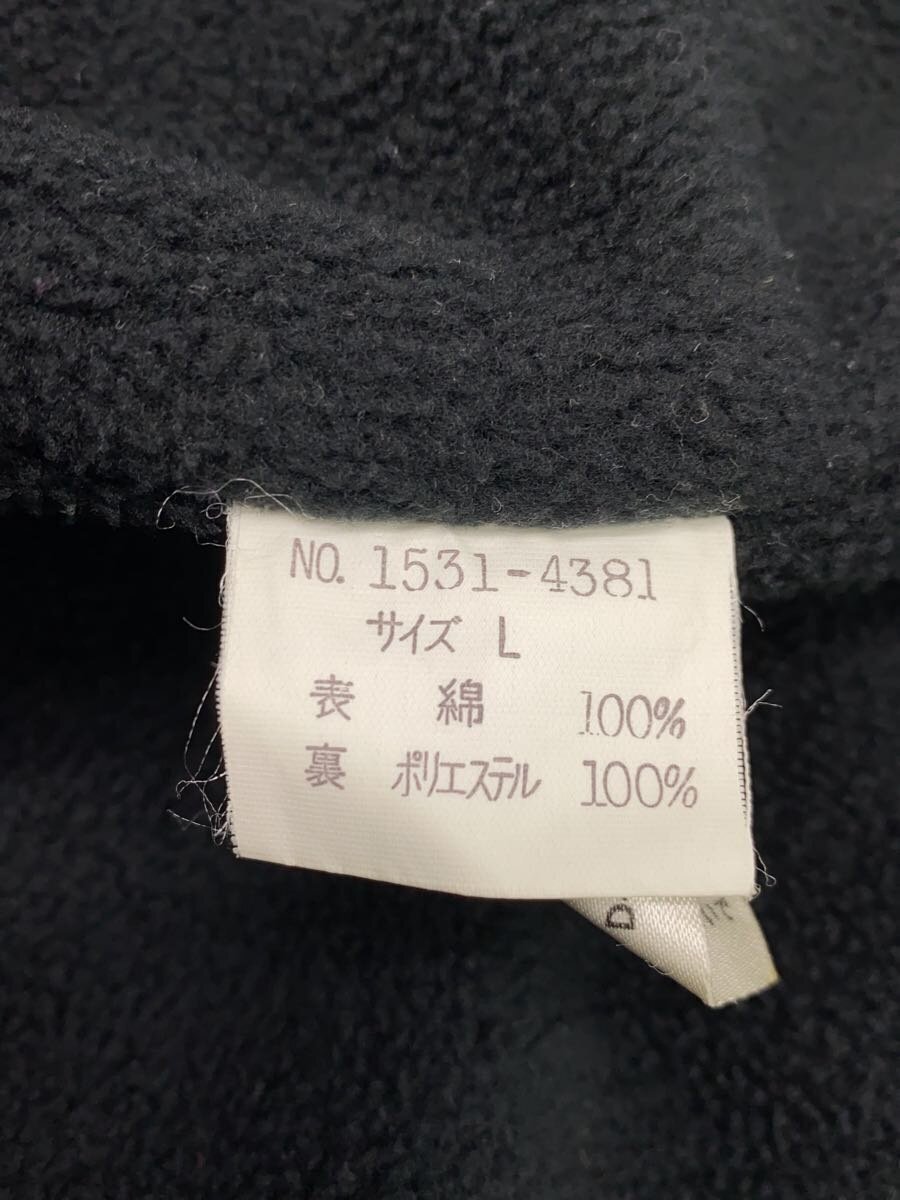 NO. 1531-4381
サイズ L
表 綿 100%
裏 ポリエステル 100%
D.